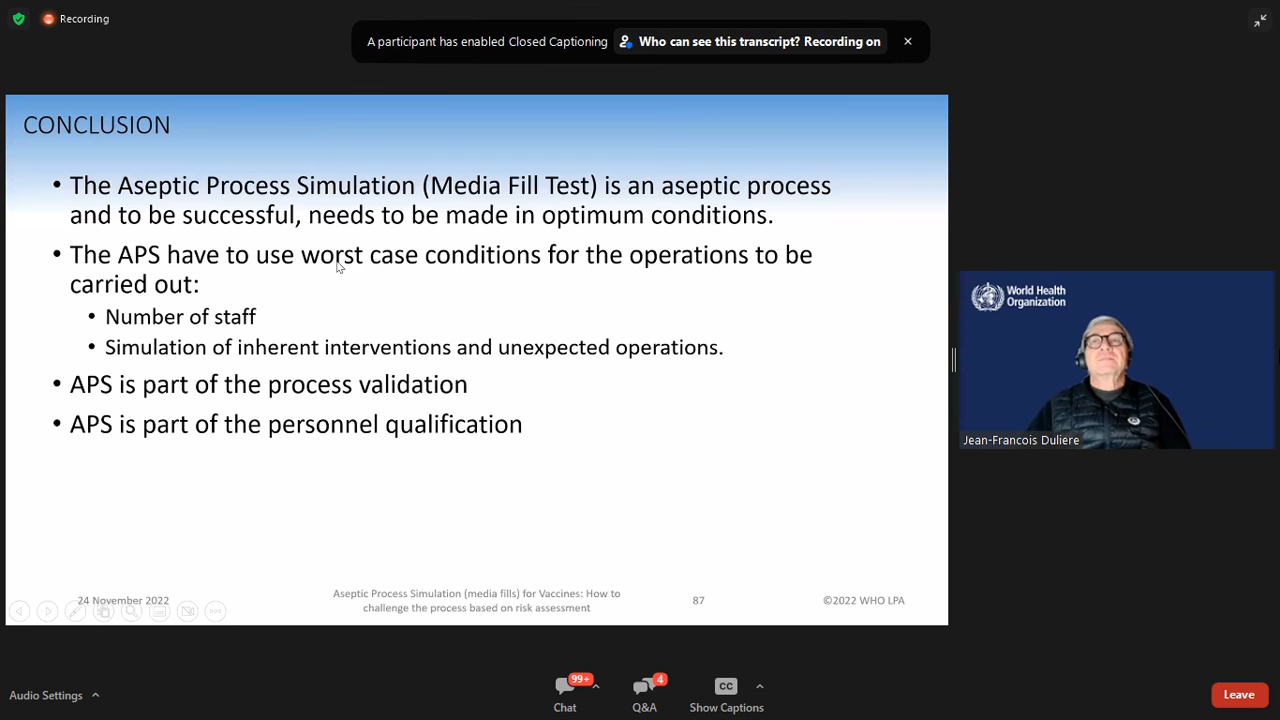 Recording
A participant has enabled Closed Captioning
Who can see this transcript? Recording on
CONCLUSION
• The Aseptic Process Simulation (Media Fill Test) is an aseptic process
and to be successful, needs to be made in optimum conditions.
• The APS have to use worst case conditions for the operations to be
carried out:
• Number of staff
• Simulation of inherent interventions and unexpected operations.
• APS is part of the process validation
• APS is part of the personnel qualification
24 November 2022
Aseptic Process Simulation (media fills) for Vaccines: How to
challenge the process based on risk assessment
87
©2022 WHO LPA
World Health
Organization
Jean-Francois Duliere
Audio Settings
99+
Chat
4
Q&A
CC
Show Captions
Leave